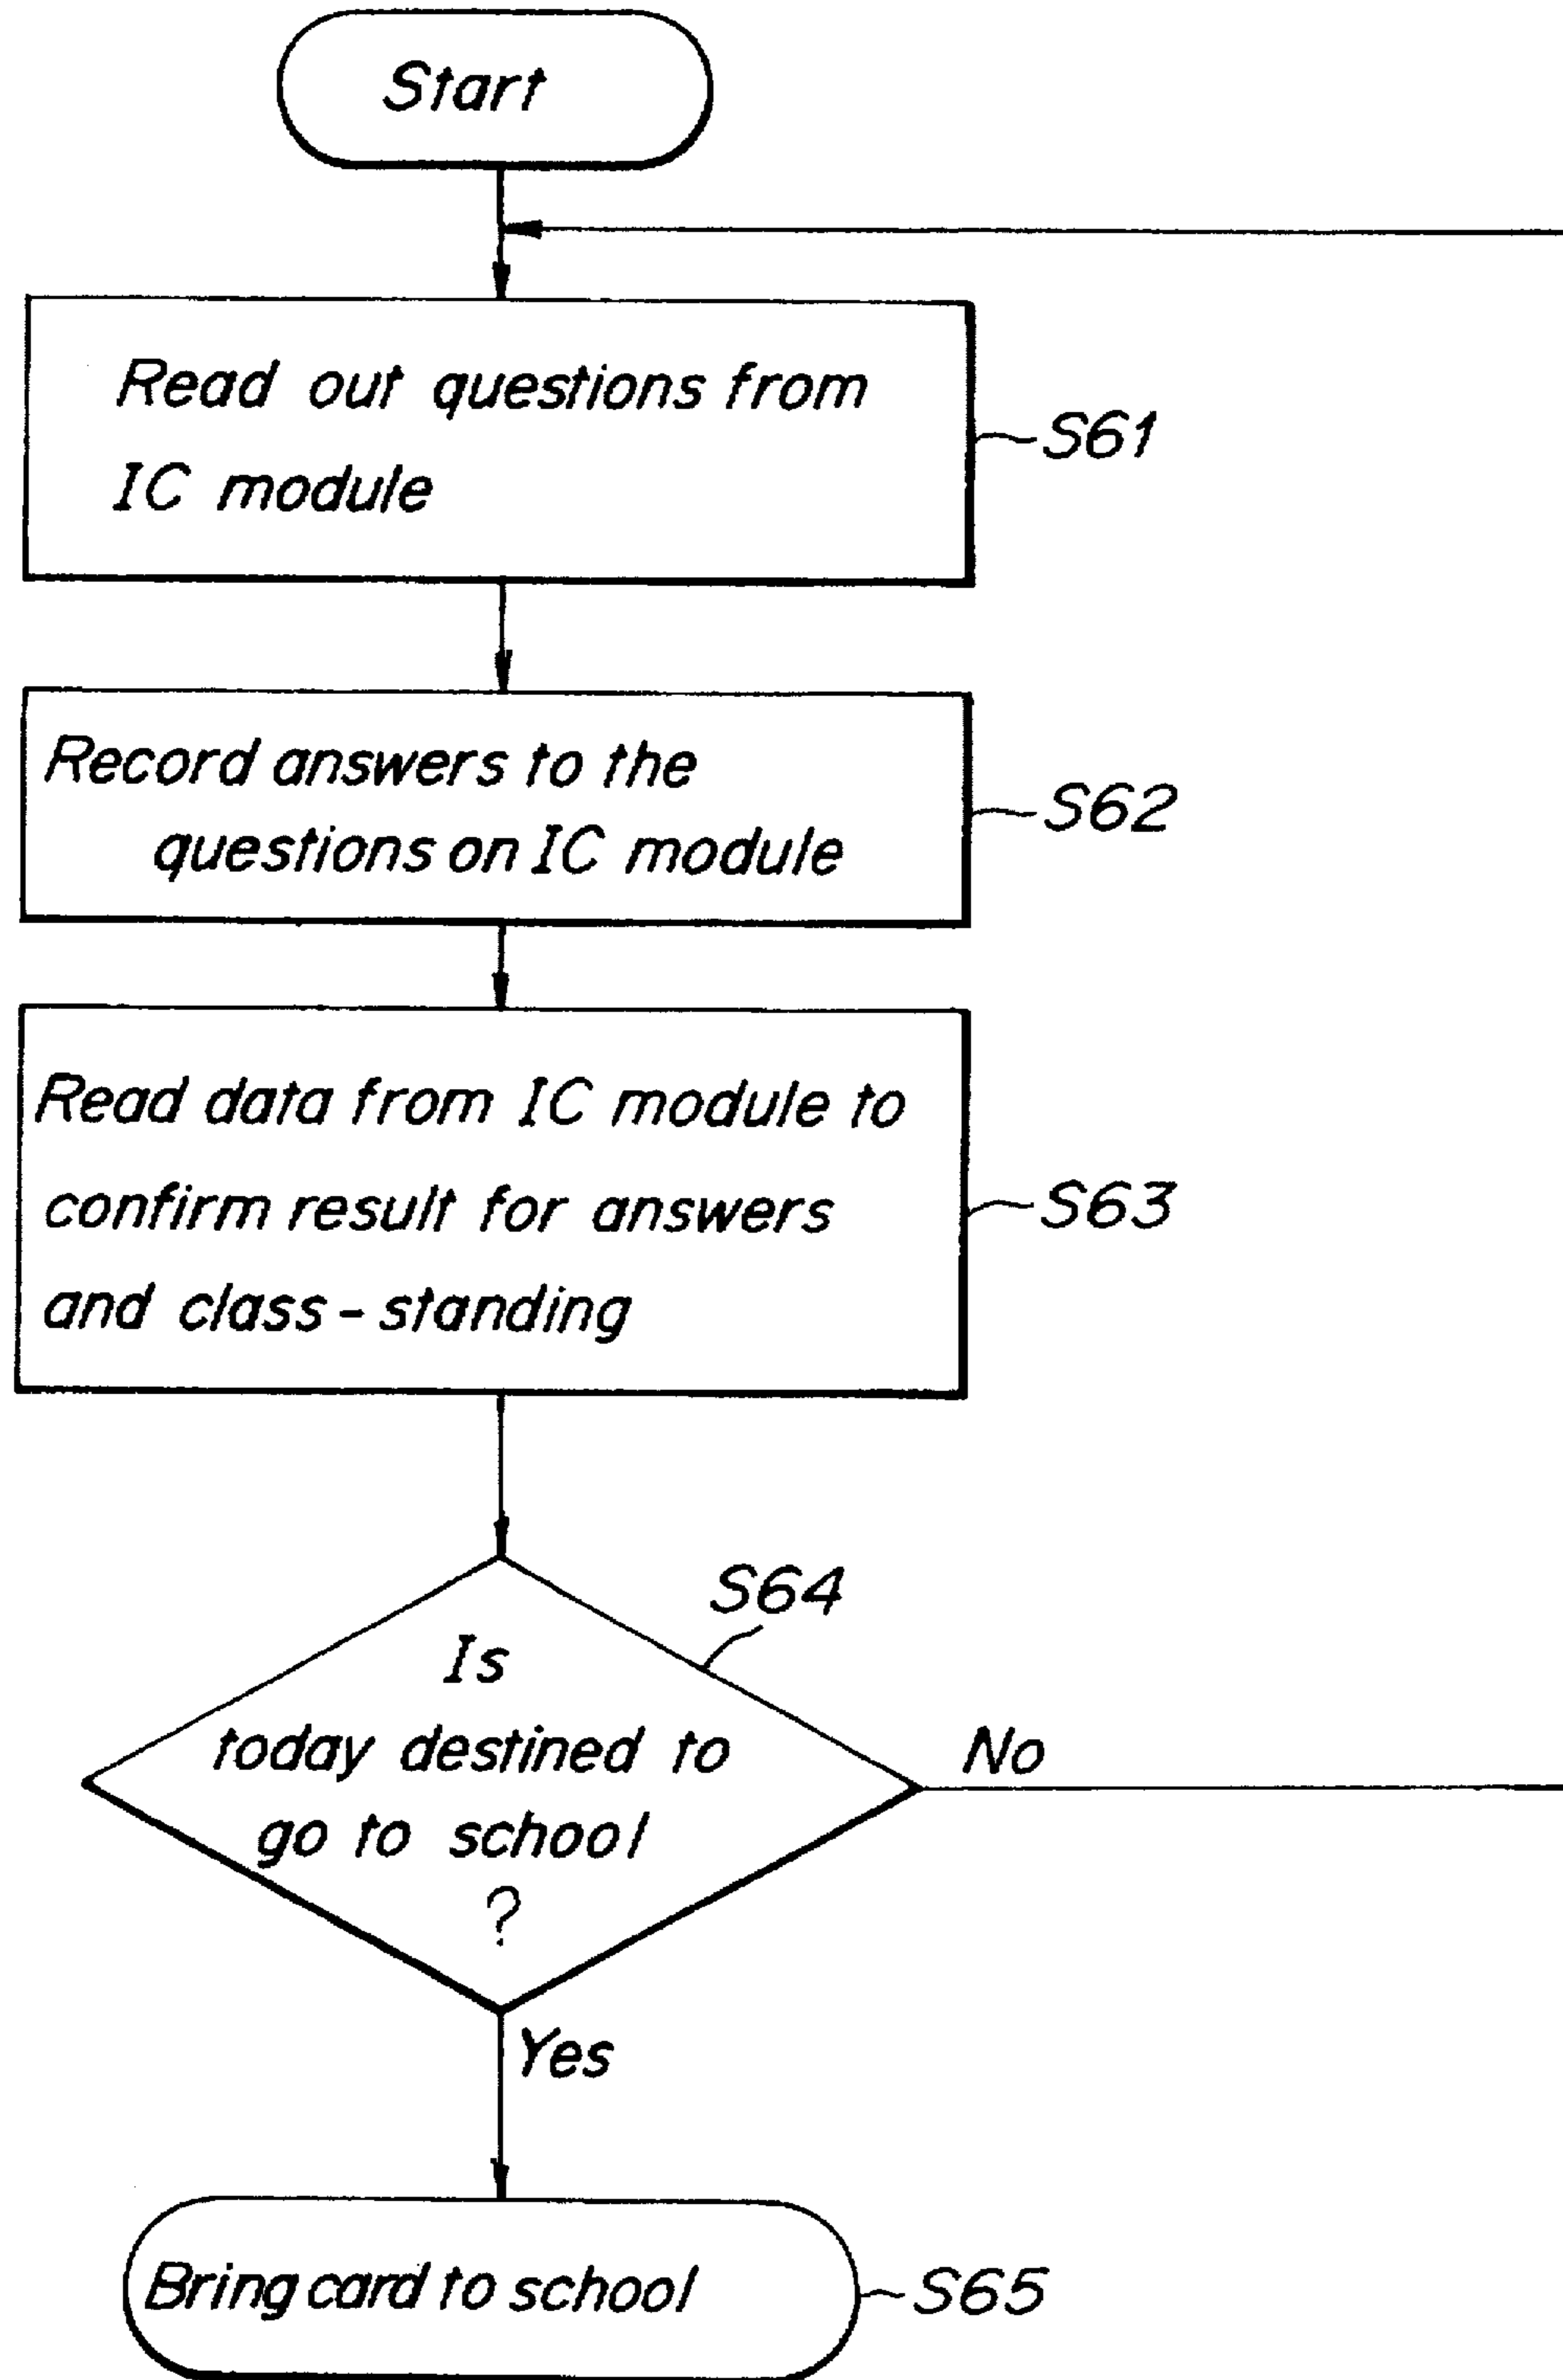 Start
Read out questions from
IC module
S61
Record answers to the
questions on IC module
S62
Read data from IC module to
confirm result for answers
and class-standing
S63
S64
Is
today destined to
go to school
?
No
Yes
Bring card to school
S65